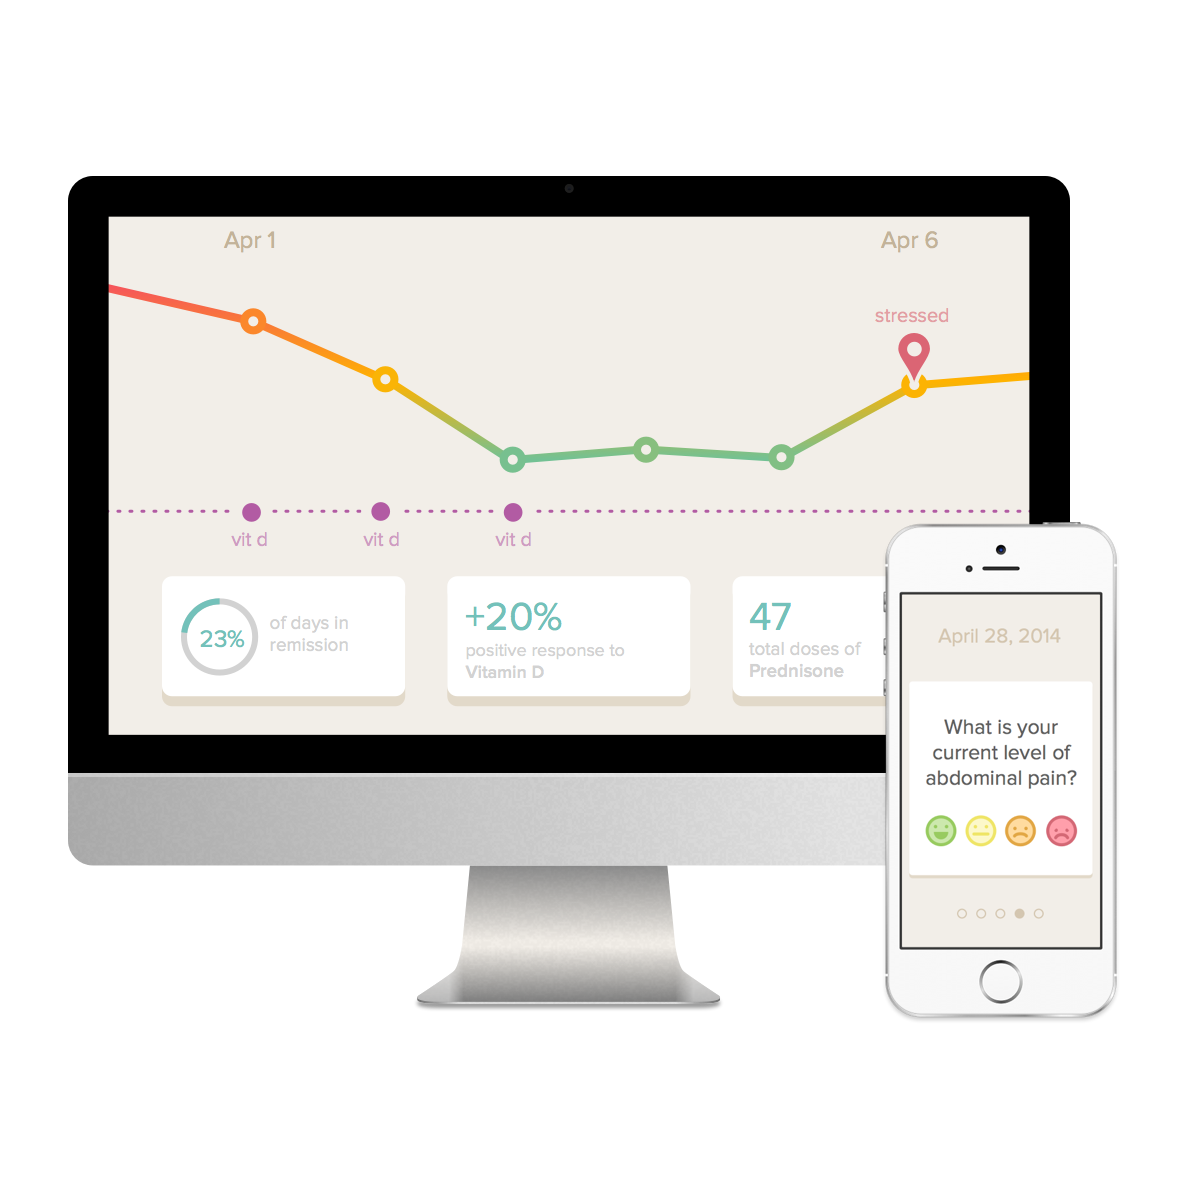 Apr 1
Apr 6
stressed
vit d
vit d
vit d
23%
of days in
remission
+20%
positive response to
Vitamin D
47
total doses of
Prednisone
April 28, 2014
What is your
current level of
abdominal pain?